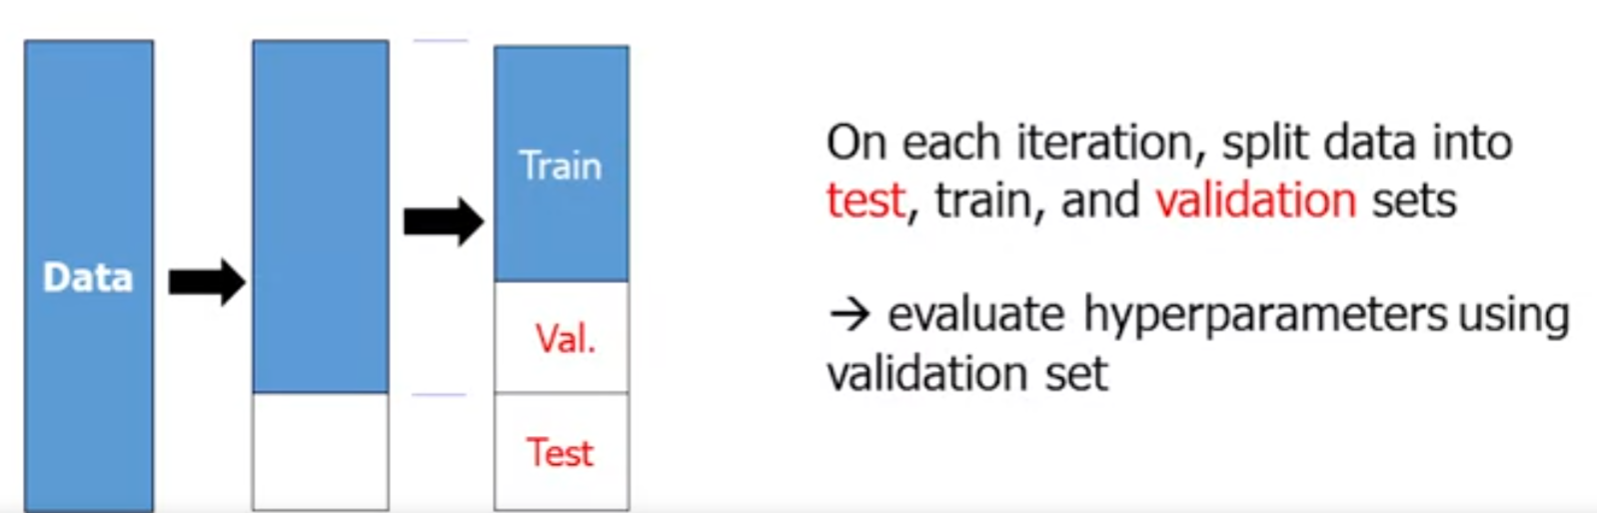 Data
Train
Val.
Test
On each iteration, split data into
test, train, and validation sets
→ evaluate hyperparameters using
validation set